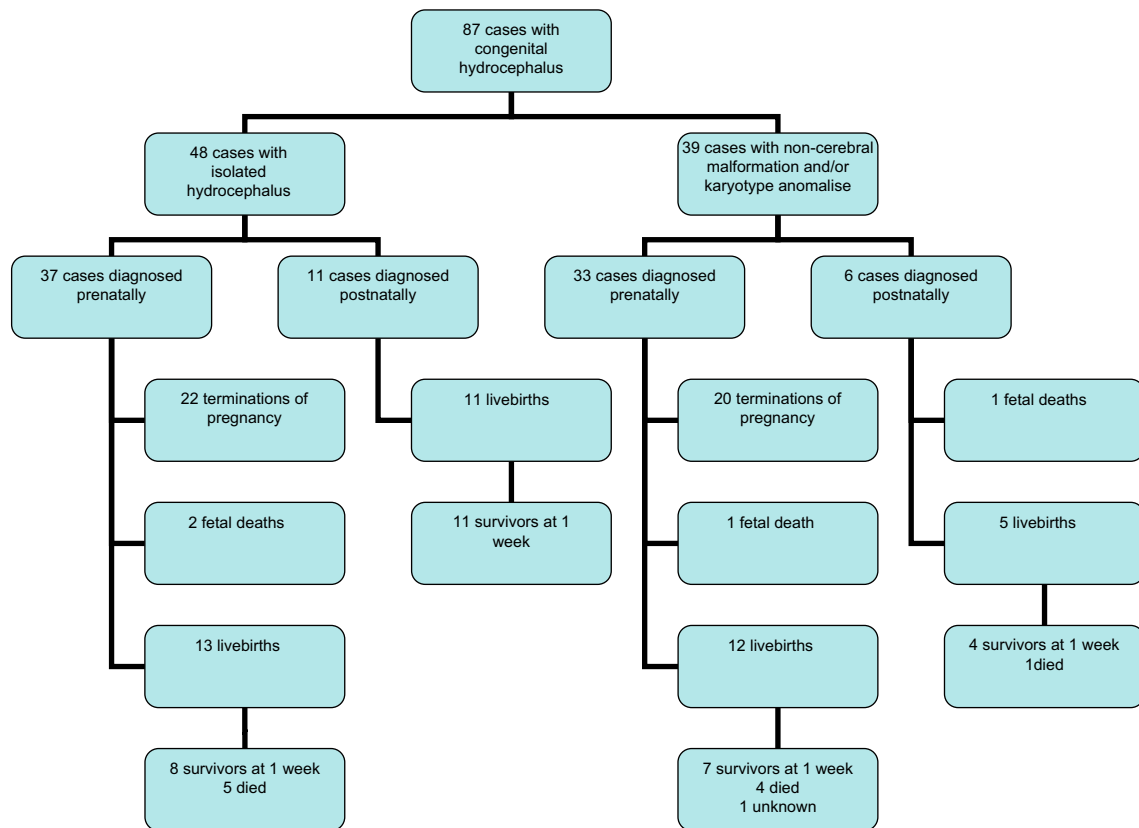 87 cases with
congenital
hydrocephalus
48 cases with
isolated
hydrocephalus
39 cases with non-cerebral
malformation and/or
karyotype anomalise
37 cases diagnosed
prenatally
11 cases diagnosed
postnatally
33 cases diagnosed
prenatally
6 cases diagnosed
postnatally
22 terminations of
pregnancy
11 livebirths
20 terminations of
pregnancy
1 fetal deaths
2 fetal deaths
11 survivors at 1
week
1 fetal death
5 livebirths
13 livebirths
12 livebirths
4 survivors at 1 week
1died
8 survivors at 1 week
5 died
7 survivors at 1 week
4 died
1 unknown